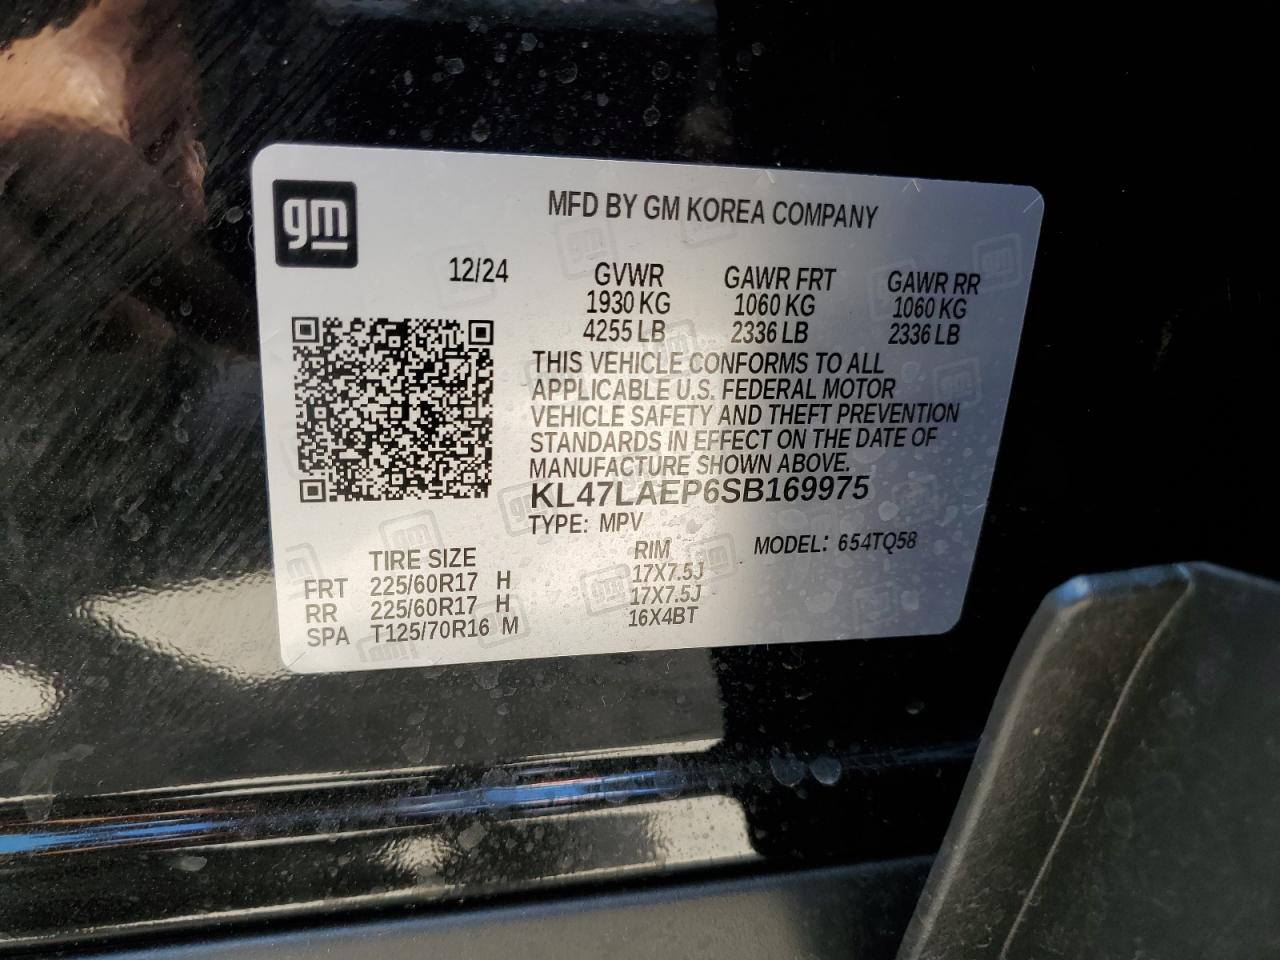 gm
MFD BY GM KOREA COMPANY
12/24 GVWR GAWR FRT GAWR RR
1930 KG 1060 KG 1060 KG
4255 LB 2336 LB 2336 LB
THIS VEHICLE CONFORMS TO ALL
APPLICABLE U.S. FEDERAL MOTOR
VEHICLE SAFETY AND THEFT PREVENTION
STANDARDS IN EFFECT ON THE DATE OF
MANUFACTURE SHOWN ABOVE.
KL47LAEP6SB169975
TYPE: MPV MODEL: 654TQ58
TIRE SIZE RIM
FRT 225/60R17 H 17X7.5J
RR 225/60R17 H 17X7.5J
SPA T125/70R16 M 16X4BT